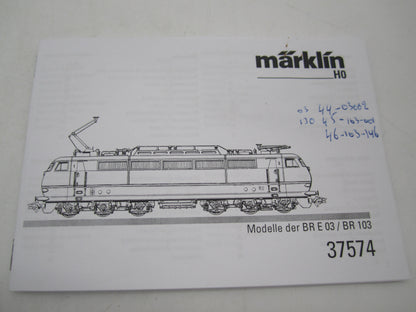 märklin
H0
03 44-03002
130 45-103-001
46-103-146
Modelle der BR E 03 / BR 103
37574